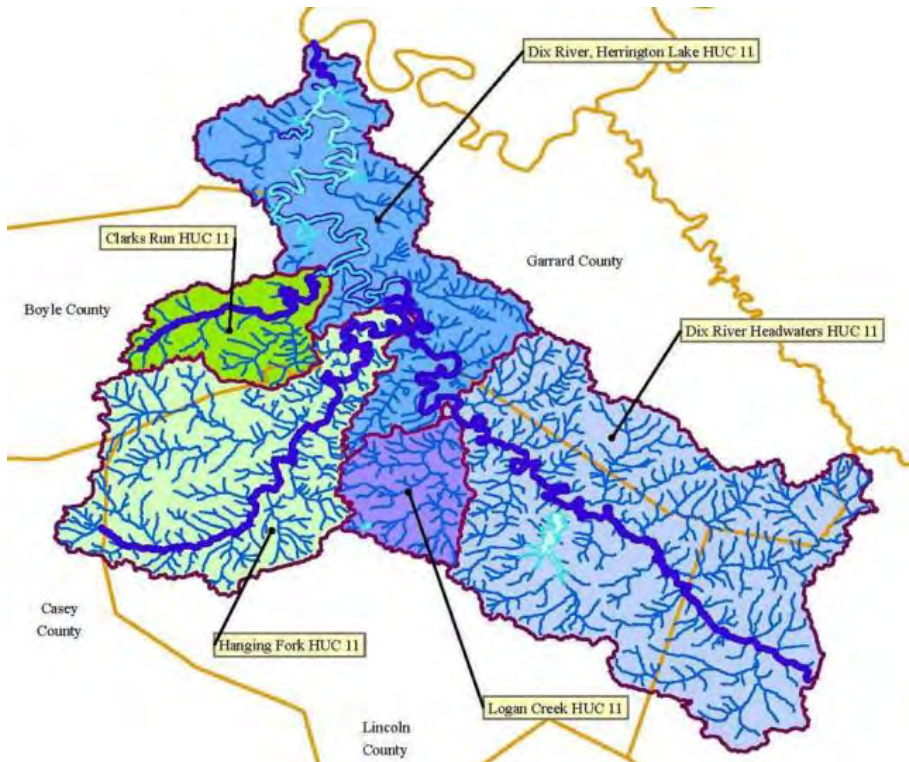 Dix River, Herrington Lake HUC 11
Clarks Run HUC 11
Garrard County
Boyle County
Dix River Headwaters HUC 11
Casey
County
Hanging Fork HUC 11
Logan Creek HUC 11
Lincoln
County